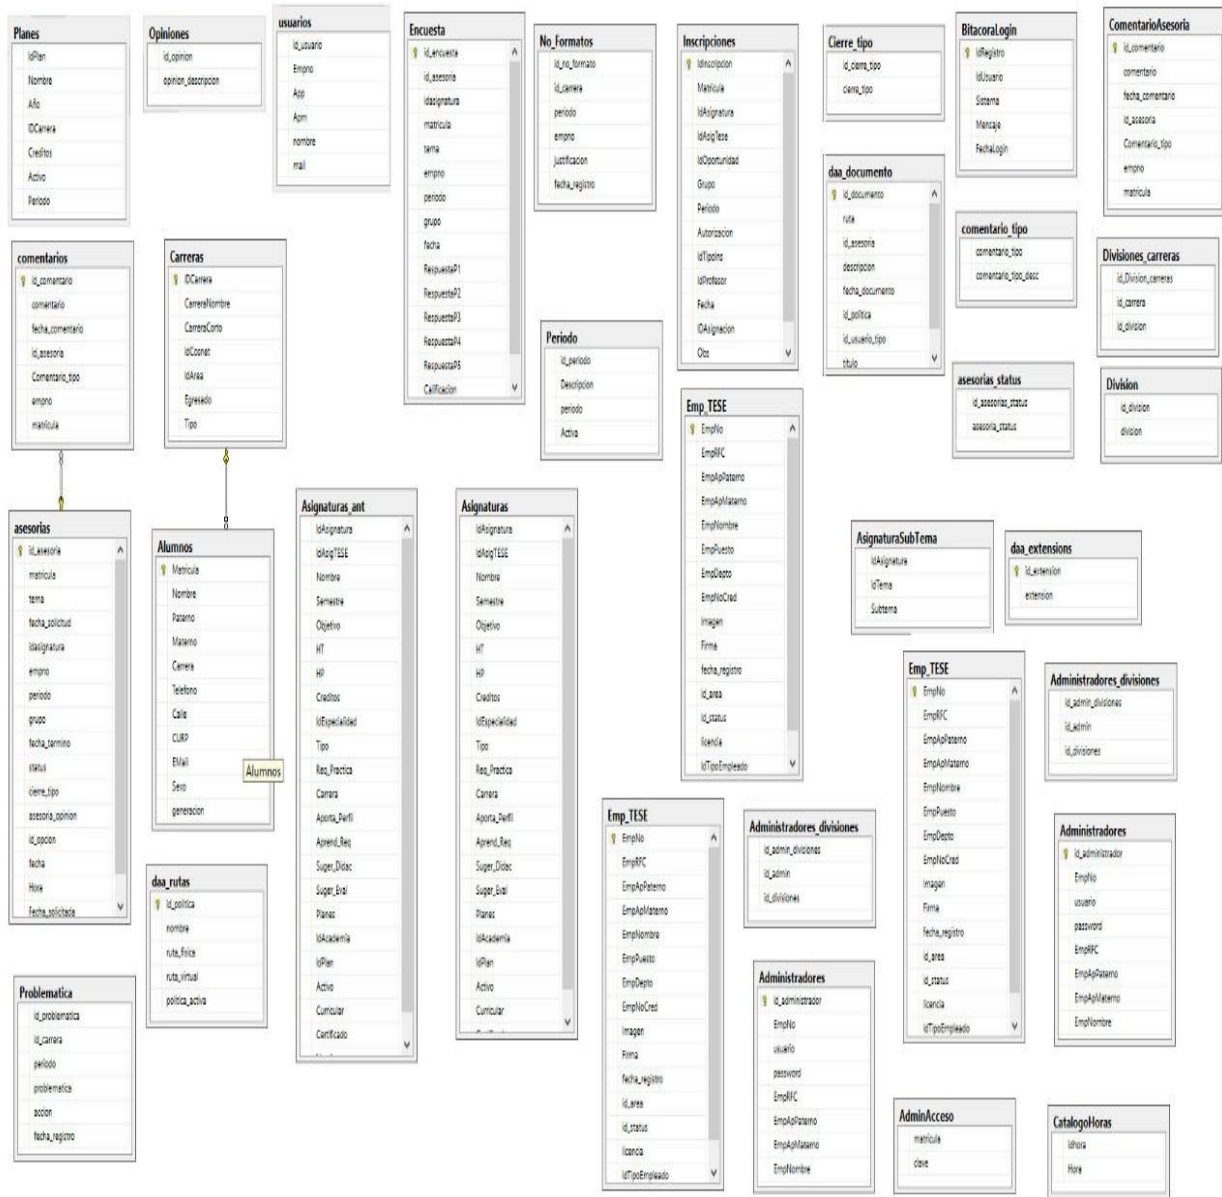 Planes
IdPlan
Nombre
Año
IDCarrera
Creditos
Activo
Periodo
Opiniones
id_opinion
opinion_descripcion
usuarios
id_usuario
Empno
App
Apm
nombre
mail
Encuesta
id_encuesta
id_asesoria
idasignatura
matricula
tema
empno
periodo
grupo
fecha
RespuestaP1
RespuestaP2
RespuestaP3
RespuestaP4
RespuestaP5
Calificacion
No_Formatos
id_no_formato
id_carrera
periodo
empno
justificacion
fecha_registro
Inscripciones
IdInscripcion
Matricula
IdAsignatura
IdAsigTese
IdOportunidad
Grupo
Periodo
Autorizacion
IdTipoIns
IdProfesor
Fecha
IDAsignacion
Obs
Cierre_tipo
id_cierre_tipo
cierre_tipo
BitacoraLogin
IdRegistro
IdUsuario
Sistema
Mensaje
FechaLogin
ComentarioAsesoria
id_comentario
comentario
fecha_comentario
id_asesoria
Comentario_tipo
empno
matricula
daa_documento
id_documento
ruta
id_asesoria
descripcion
fecha_documento
id_politica
id_usuario_tipo
titulo
comentario_tipo
comentario_tipo
comentario_tipo_desc
Divisiones_carreras
id_Division_carreras
id_carrera
id_division
comentarios
id_comentario
comentario
fecha_comentario
id_asesoria
Comentario_tipo
empno
matricula
Carreras
IDCarrera
CarreraNombre
CarreraCorto
IdCosnet
IdArea
Egresado
Tipo
Periodo
id_periodo
Descripcion
periodo
Activa
asesorias_status
id_asesorias_status
asesoria_status
Division
id_division
division
Emp_TESE
EmpNo
EmpRFC
EmpApPaterno
EmpApMaterno
EmpNombre
EmpPuesto
EmpDepto
EmpNoCred
Imagen
Firma
fecha_registro
id_area
id_status
licencia
IdTipoEmpleado
asesorias
id_asesoria
matricula
tema
fecha_solicitud
idasignatura
empno
periodo
grupo
fecha_termino
status
cierre_tipo
asesoria_opinion
id_opcion
fecha
Hora
Fecha_solicitada
Alumnos
Matricula
Nombre
Paterno
Materno
Carrera
Telefono
Calle
CURP
EMail
Sexo
generacion
Alumnos
Asignaturas_ant
IdAsignatura
IdAsigTESE
Nombre
Semestre
Objetivo
HT
HP
Creditos
IdEspecialidad
Tipo
Req_Practica
Carrera
Aporta_Perfil
Aprend_Req
Suger_Didac
Suger_Eval
Planes
IdAcademia
IdPlan
Activo
Curricular
Certificado
Asignaturas
IdAsignatura
IdAsigTESE
Nombre
Semestre
Objetivo
HT
HP
Creditos
IdEspecialidad
Tipo
Req_Practica
Carrera
Aporta_Perfil
Aprend_Req
Suger_Didac
Suger_Eval
Planes
IdAcademia
IdPlan
Activo
Curricular
AsignaturaSubTema
IdAsignatura
IdTema
Subtema
daa_extensions
id_extension
extension
Emp_TESE
EmpNo
EmpRFC
EmpApPaterno
EmpApMaterno
EmpNombre
EmpPuesto
EmpDepto
EmpNoCred
Imagen
Firma
fecha_registro
id_area
id_status
licencia
IdTipoEmpleado
Administradores_divisiones
id_admin_divisiones
id_admin
id_divisiones
Emp_TESE
EmpNo
EmpRFC
EmpApPaterno
EmpApMaterno
EmpNombre
EmpPuesto
EmpDepto
EmpNoCred
Imagen
Firma
fecha_registro
id_area
id_status
licencia
IdTipoEmpleado
Administradores_divisiones
id_admin_divisiones
id_admin
id_divisiones
Administradores
id_administrador
EmpNo
usuario
password
EmpRFC
EmpApPaterno
EmpApMaterno
EmpNombre
daa_rutas
id_politica
nombre
ruta_fisica
ruta_virtual
politica_activa
Problematica
id_problematica
id_carrera
periodo
problematica
accion
fecha_registro
Administradores
id_administrador
EmpNo
usuario
password
EmpRFC
EmpApPaterno
EmpApMaterno
EmpNombre
AdminAcceso
matricula
clave
CatalogoHoras
idhora
Hora